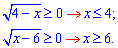 √(4−x) ≥ 0 → x ≤ 4;
√(x−6) ≥ 0 → x ≥ 6.